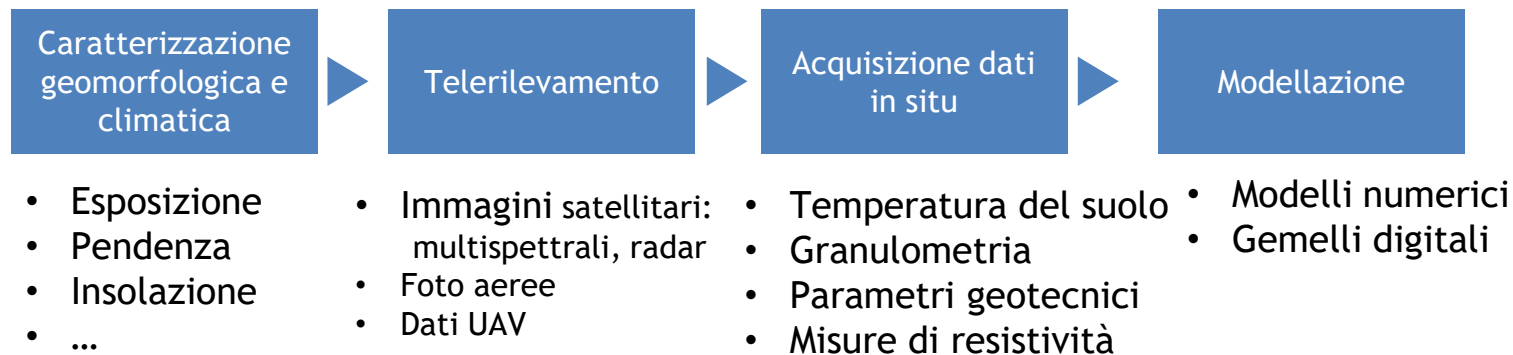 Caratterizzazione
geomorfologica e
climatica
Telerilevamento
Acquisizione dati
in situ
Modellazione
• Esposizione
• Pendenza
• Insolazione
• …
• Immagini satellitari:
multispettrali, radar
• Foto aeree
• Dati UAV
• Temperatura del suolo
• Granulometria
• Parametri geotecnici
• Misure di resistività
• Modelli numerici
• Gemelli digitali